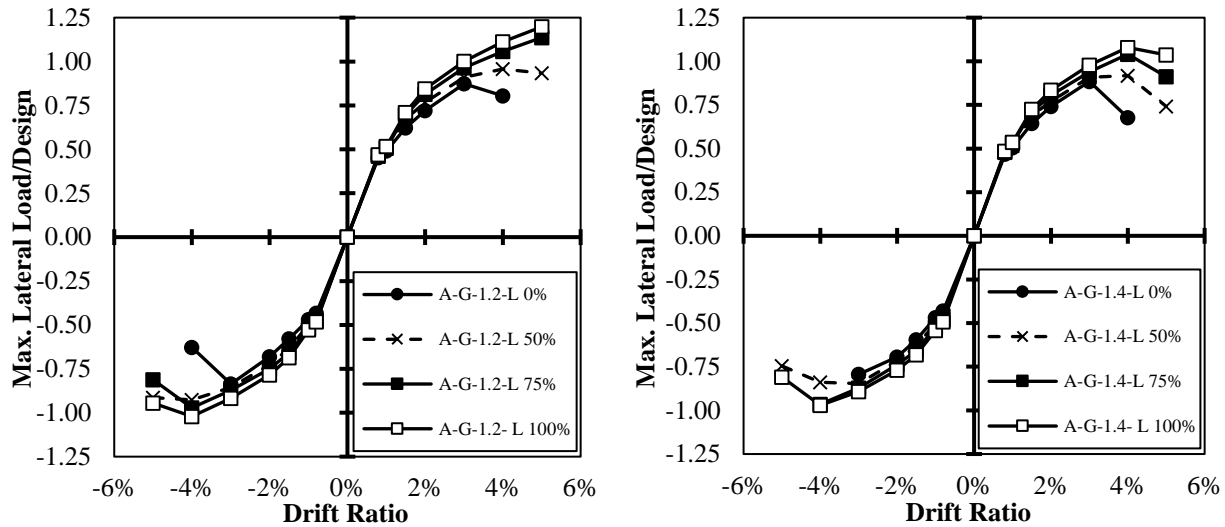 Max. Lateral Load/Design
1.25
1.00
0.75
0.50
0.25
0.00
-0.25
-0.50
-0.75
-1.00
-1.25
A-G-1.2-L 0%
A-G-1.2-L 50%
A-G-1.2-L 75%
A-G-1.2- L 100%
-6% -4% -2% 0% 2% 4% 6%
Drift Ratio
Max. Lateral Load/Design
1.25
1.00
0.75
0.50
0.25
0.00
-0.25
-0.50
-0.75
-1.00
-1.25
A-G-1.4-L 0%
A-G-1.4-L 50%
A-G-1.4-L 75%
A-G-1.4- L 100%
-6% -4% -2% 0% 2% 4% 6%
Drift Ratio